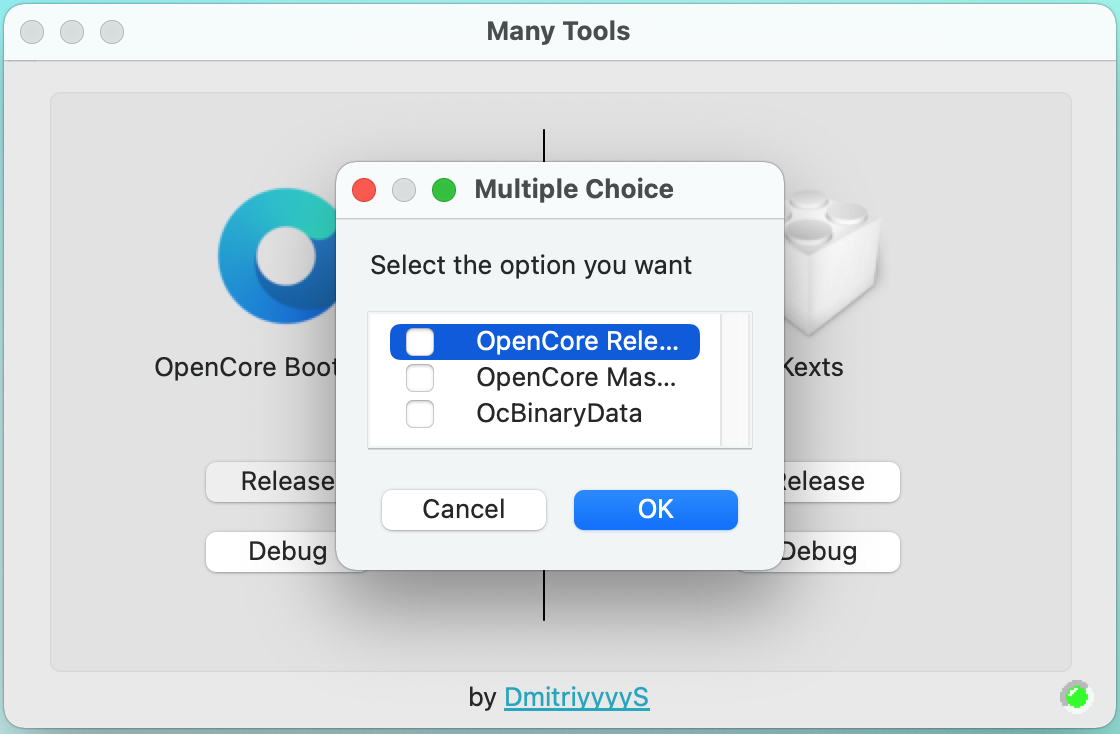 Many Tools
Multiple Choice
Select the option you want
OpenCore Rele...
OpenCore Mas...
OcBinaryData
Cancel
OK
OpenCore Boot
Kexts
Release
Release
Debug
Debug
by DmitriyyyyS